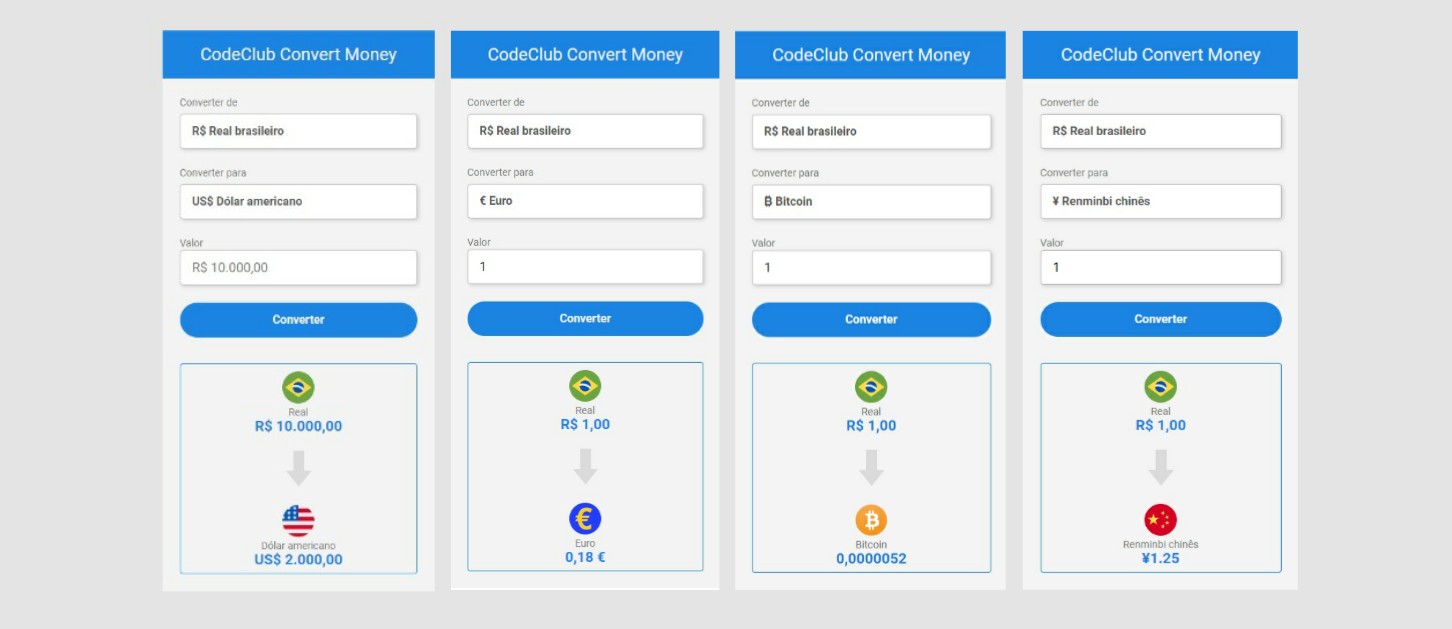 CodeClub Convert Money
Converter de
R$ Real brasileiro
Converter para
US$ Dólar americano
Valor
R$ 10.000,00
Converter
Real
R$ 10.000,00
Dólar americano
US$ 2.000,00
CodeClub Convert Money
Converter de
R$ Real brasileiro
Converter para
€ Euro
Valor
1
Converter
Real
R$ 1,00
€
Euro
0,18 €
CodeClub Convert Money
Converter de
R$ Real brasileiro
Converter para
₿ Bitcoin
Valor
1
Converter
Real
R$ 1,00
₿
Bitcoin
0,0000052
CodeClub Convert Money
Converter de
R$ Real brasileiro
Converter para
¥ Renminbi chinês
Valor
1
Converter
Real
R$ 1,00
Renminbi chinês
¥1.25